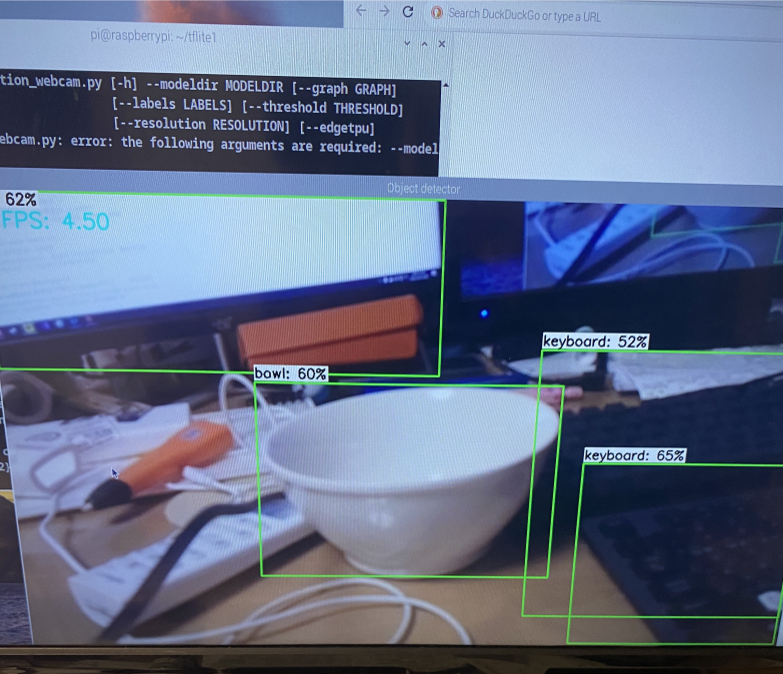 Search DuckDuckGo or type a URL
pi@raspberrypi: ~/tflite1
tion_webcam.py [-h] --modeldir MODELDIR [--graph GRAPH]
[--labels LABELS] [--threshold THRESHOLD]
[--resolution RESOLUTION] [--edgetpu]
ebcam.py: error: the following arguments are required: --model
Object detector
62%
FPS: 4.50
keyboard: 52%
bowl: 60%
keyboard: 65%